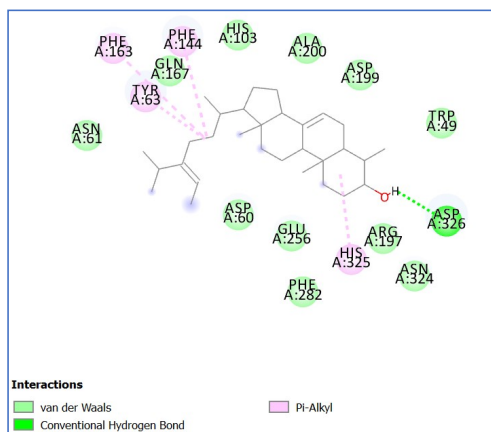 PHE
A:163
PHE
A:144
HIS
A:103
ALA
A:200
GLN
A:167
ASP
A:199
TYR
A:63
TRP
A:49
ASN
A:61
H
O
ASP
A:60
ASP
A:326
GLU
A:256
ARG
A:197
HIS
A:325
ASN
A:324
PHE
A:282
Interactions
van der Waals
Conventional Hydrogen Bond
Pi-Alkyl